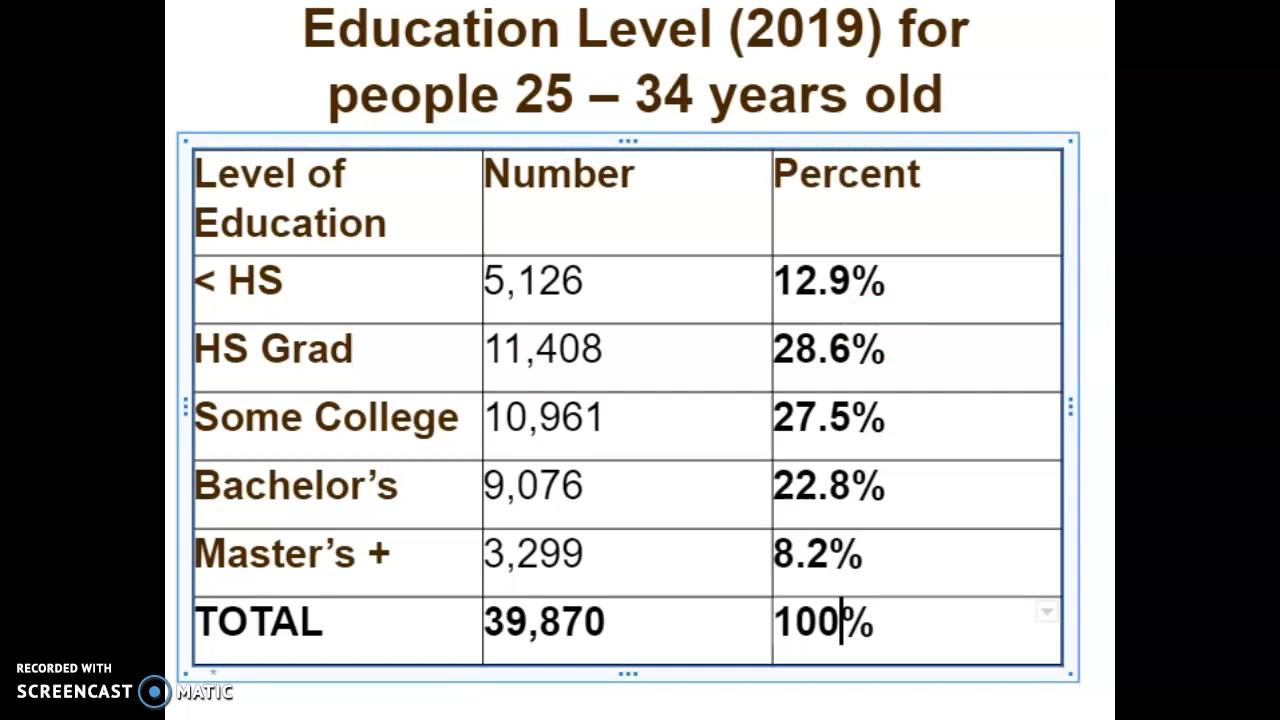 Education Level (2019) for
people 25 – 34 years old
Level of Education Number Percent
< HS 5,126 12.9%
HS Grad 11,408 28.6%
Some College 10,961 27.5%
Bachelor’s 9,076 22.8%
Master’s + 3,299 8.2%
TOTAL 39,870 100%
*
RECORDED WITH
SCREENCAST MATIC